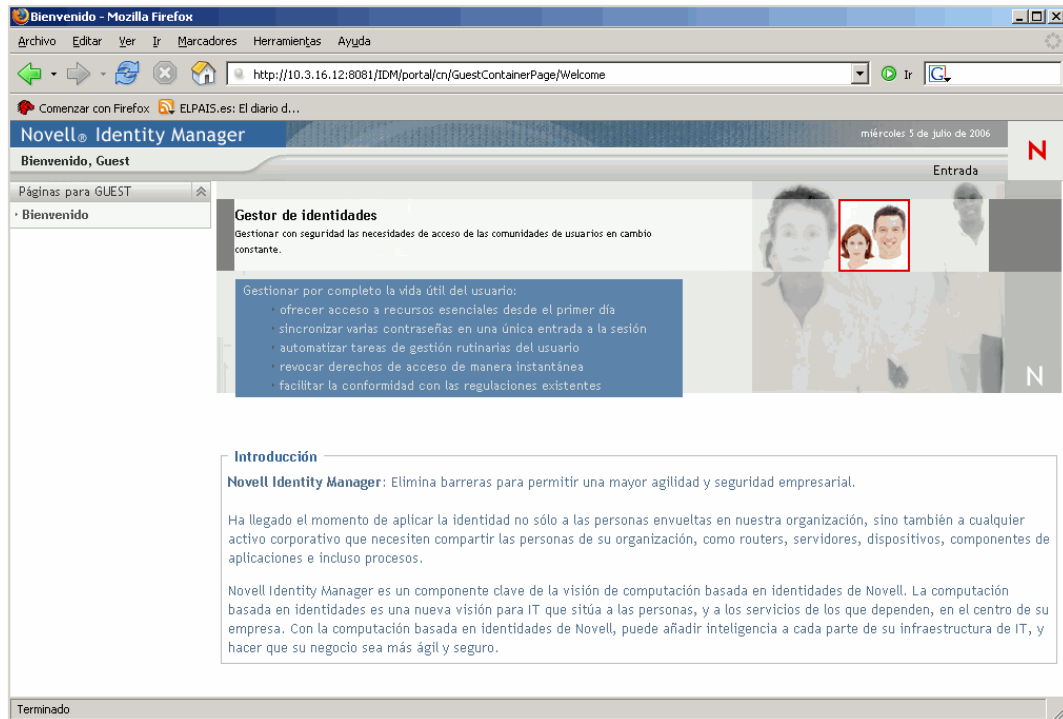 Bienvenido - Mozilla Firefox
Archivo Editar Ver Ir Marcadores Herramientas Ayuda
http://10.3.16.12:8081/IDM/portal/cn/GuestContainerPage/Welcome
Ir
G
Comenzar con Firefox
ELPAIS.es: El diario d...
Novell® Identity Manager
miércoles 5 de julio de 2006
N
Bienvenido, Guest
Entrada
Páginas para GUEST
Bienvenido
Gestor de identidades
Gestionar con seguridad las necesidades de acceso de las comunidades de usuarios en cambio
constante.
Gestionar por completo la vida útil del usuario:
· ofrecer acceso a recursos esenciales desde el primer día
· sincronizar varias contraseñas en una única entrada a la sesión
· automatizar tareas de gestión rutinarias del usuario
· revocar derechos de acceso de manera instantánea
· facilitar la conformidad con las regulaciones existentes
N
Introducción
Novell Identity Manager: Elimina barreras para permitir una mayor agilidad y seguridad empresarial.
Ha llegado el momento de aplicar la identidad no sólo a las personas envueltas en nuestra organización, sino también a cualquier
activo corporativo que necesiten compartir las personas de su organización, como routers, servidores, dispositivos, componentes de
aplicaciones e incluso procesos.
Novell Identity Manager es un componente clave de la visión de computación basada en identidades de Novell. La computación
basada en identidades es una nueva visión para IT que sitúa a las personas, y a los servicios de los que dependen, en el centro de su
empresa. Con la computación basada en identidades de Novell, puede añadir inteligencia a cada parte de su infraestructura de IT, y
hacer que su negocio sea más ágil y seguro.
Terminado